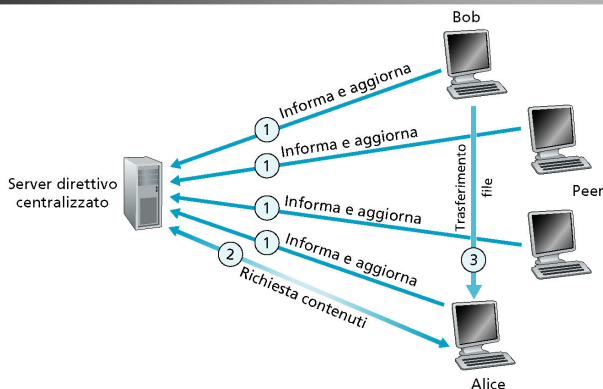 Bob
Informa e aggiorna
1
Informa e aggiorna
1
Server direttivo
centralizzato
Trasferimento
file
Peer
Informa e aggiorna
1
Informa e aggiorna
1
2
Richiesta contenuti
3
Alice